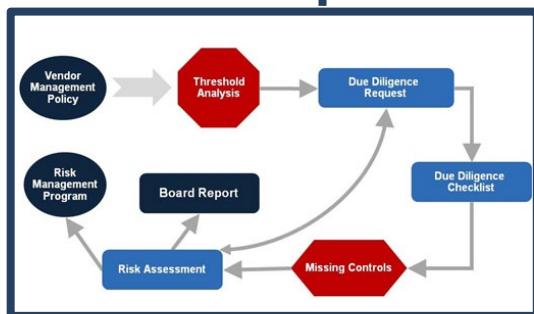 Vendor
Management
Policy
Threshold
Analysis
Due Diligence
Request
Risk
Management
Program
Board Report
Due Diligence
Checklist
Risk Assessment
Missing Controls